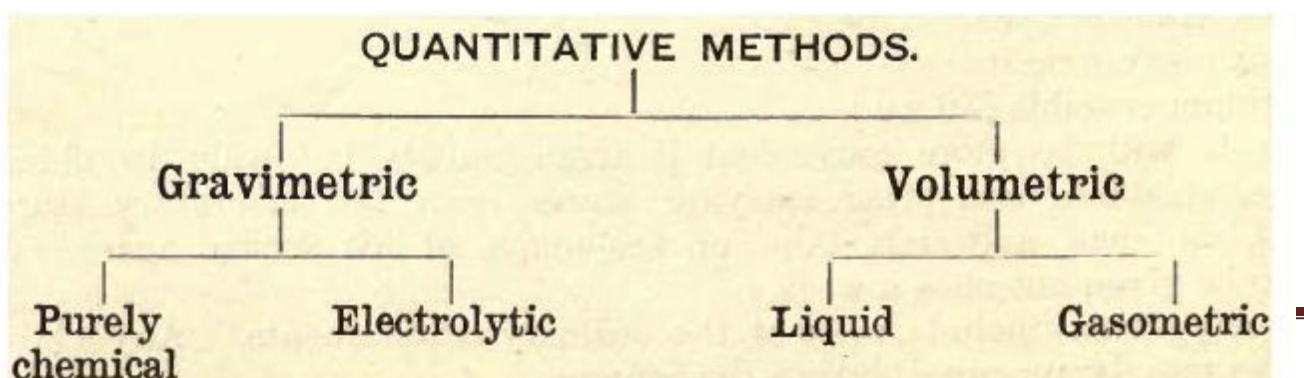 QUANTITATIVE METHODS.
Gravimetric Volumetric
Purely Electrolytic Liquid Gasometric
chemical